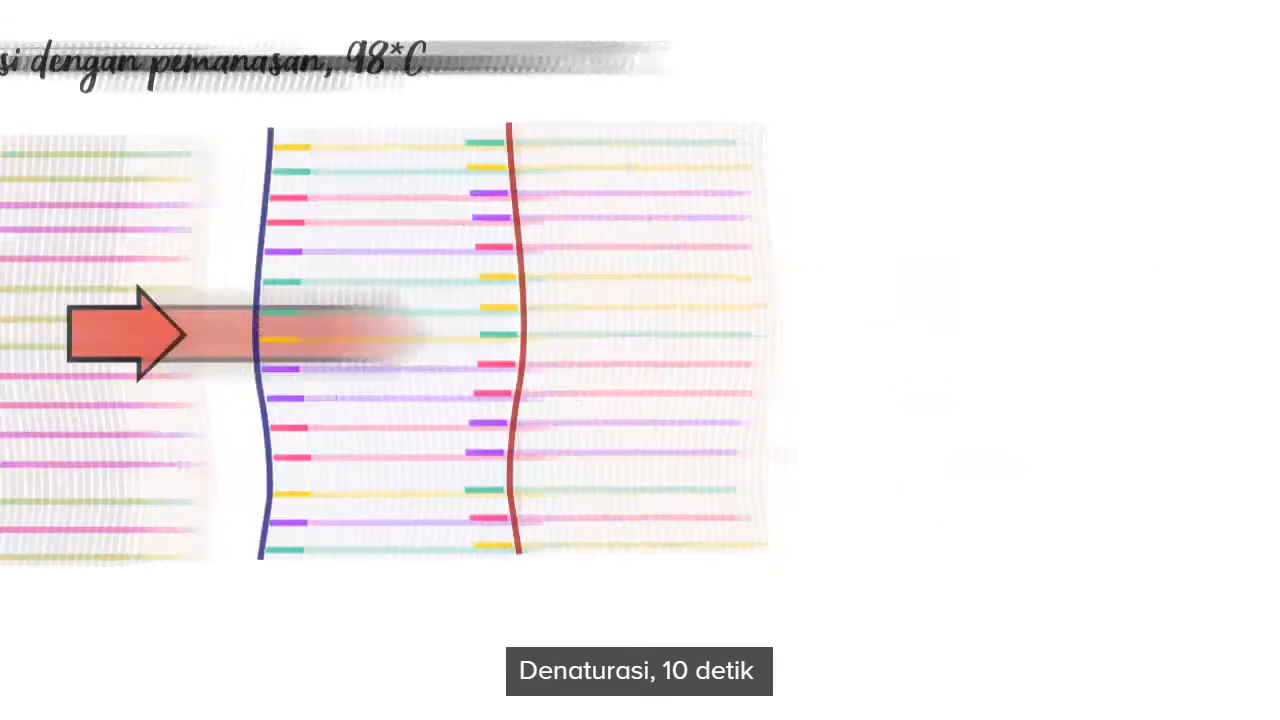 si dengan pemanasan, 98*C
Denaturasi, 10 detik